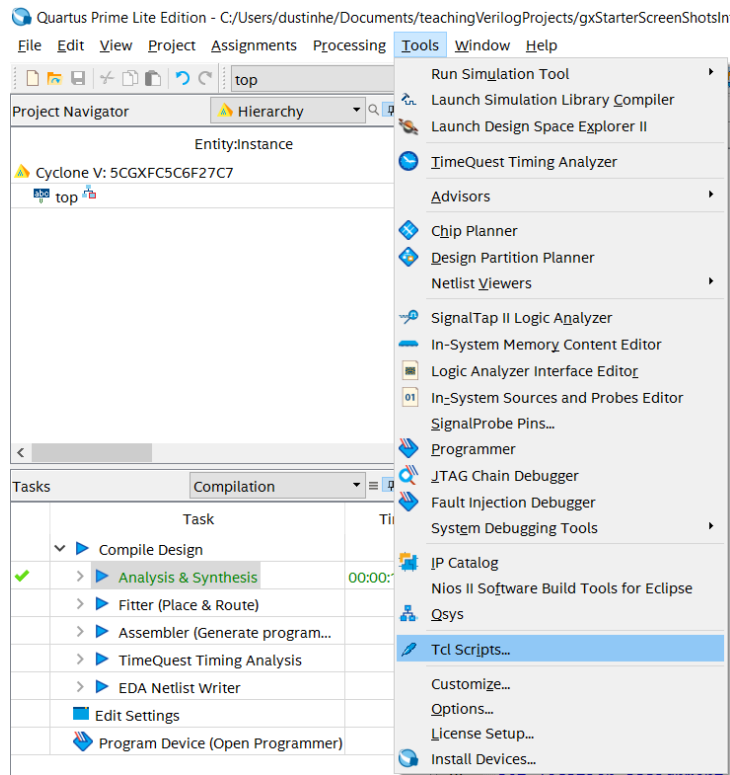 Quartus Prime Lite Edition - C:/Users/dustinhe/Documents/teachingVerilogProjects/gxStarterScreenShotsIn
File Edit View Project Assignments Processing Tools Window Help
top
Project Navigator
Hierarchy
Entity:Instance
Cyclone V: 5CGXFC5C6F27C7
abc
top
Tasks
Compilation
Task
Compile Design
Analysis & Synthesis 00:00:
Fitter (Place & Route)
Assembler (Generate program...
TimeQuest Timing Analysis
EDA Netlist Writer
Edit Settings
Program Device (Open Programmer)
Run Simulation Tool
Launch Simulation Library Compiler
Launch Design Space Explorer II
TimeQuest Timing Analyzer
Advisors
Chip Planner
Design Partition Planner
Netlist Viewers
SignalTap II Logic Analyzer
In-System Memory Content Editor
Logic Analyzer Interface Editor
01
In-System Sources and Probes Editor
SignalProbe Pins...
Programmer
JTAG Chain Debugger
Fault Injection Debugger
System Debugging Tools
IP Catalog
Nios II Software Build Tools for Eclipse
Qsys
Tcl Scripts...
Customize...
Options...
License Setup...
Install Devices...